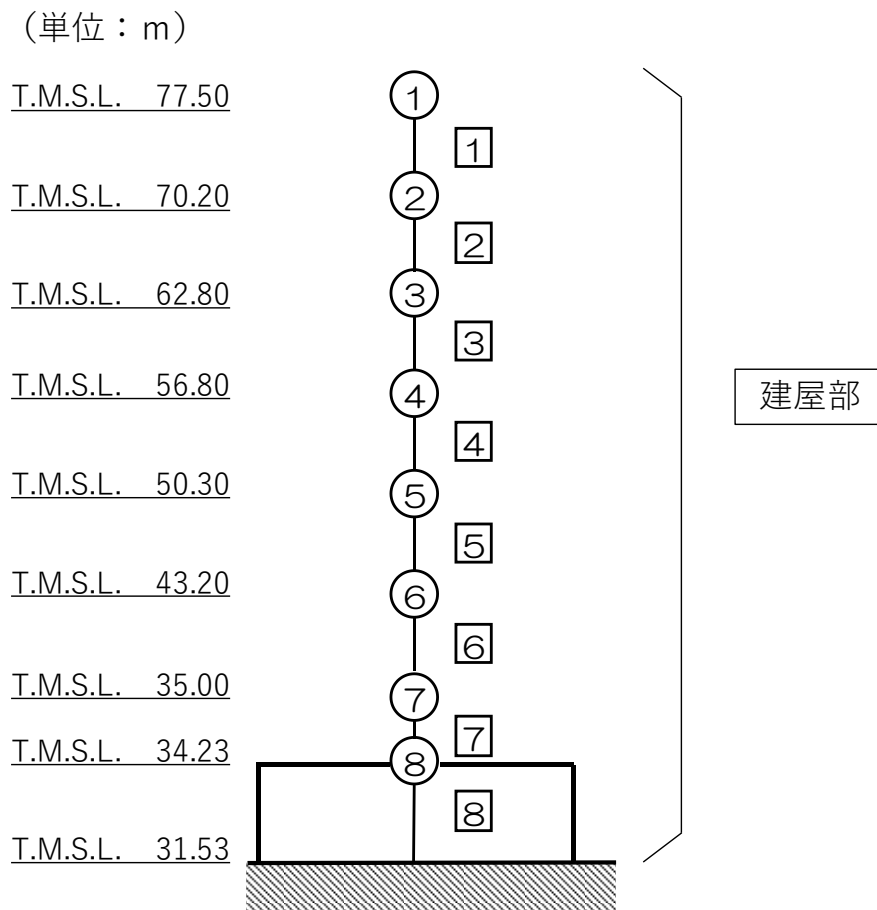 （単位：m）
T.M.S.L. 77.50
①
1
T.M.S.L. 70.20
②
2
T.M.S.L. 62.80
③
3
T.M.S.L. 56.80
④
建屋部
4
T.M.S.L. 50.30
⑤
5
T.M.S.L. 43.20
⑥
6
T.M.S.L. 35.00
⑦
7
T.M.S.L. 34.23
⑧
8
T.M.S.L. 31.53